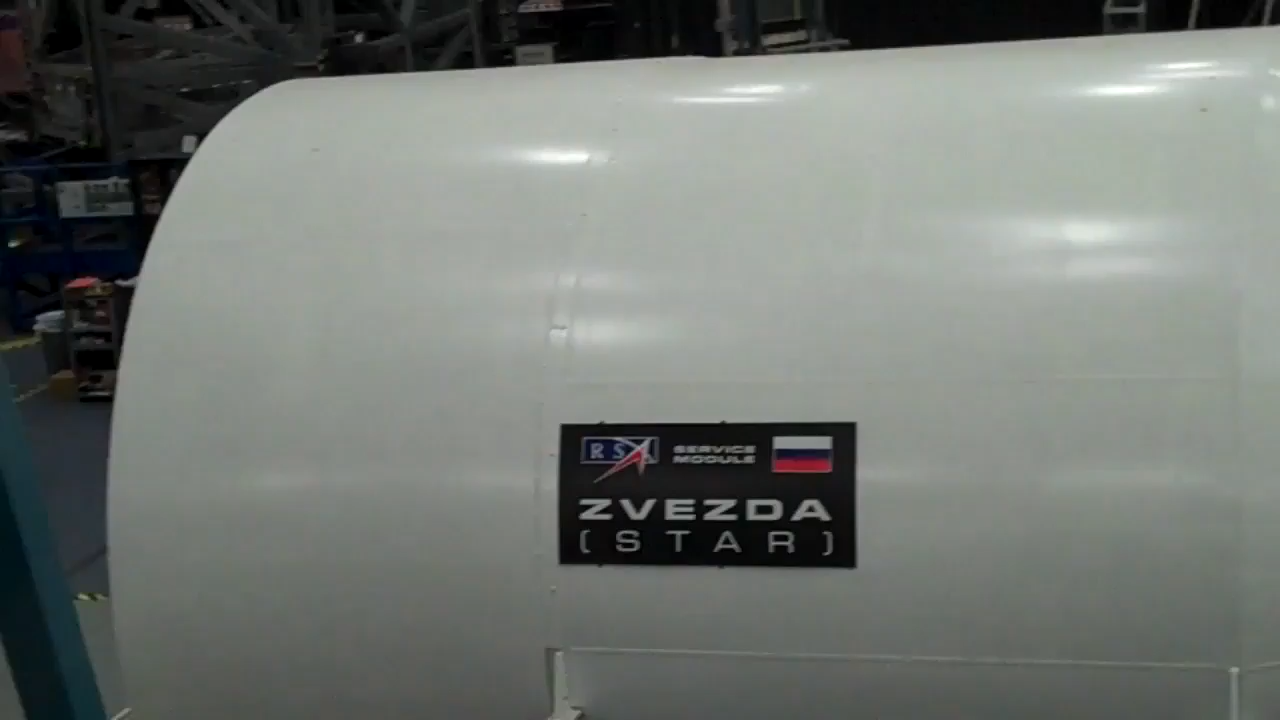 RSA
SERVICE
MODULE
ZVEZDA
(STAR)